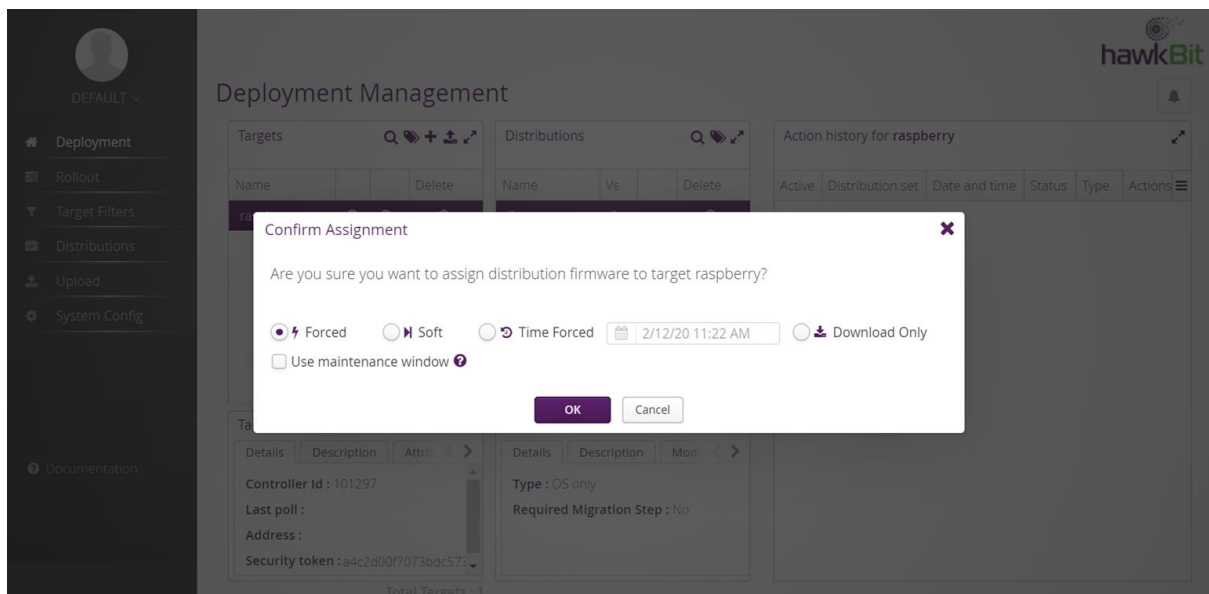 hawkBit
DEFAULT
Deployment Management
Deployment
Rollout
Target Filters
Distributions
Upload
System Config
Documentation
Targets
Name Delete
Distributions
Name Ve Delete
Action history for raspberry
Active Distribution set Date and time Status Type Actions
Confirm Assignment
Are you sure you want to assign distribution firmware to target raspberry?
Forced Soft Time Forced 2/12/20 11:22 AM Download Only
Use maintenance window
OK Cancel
Details Description
Controller Id : 101297
Last poll :
Address :
Security token : a4c2d00f7073bdc573
Details Description
Type : OS only
Required Migration Step : No
Total Targets : 1